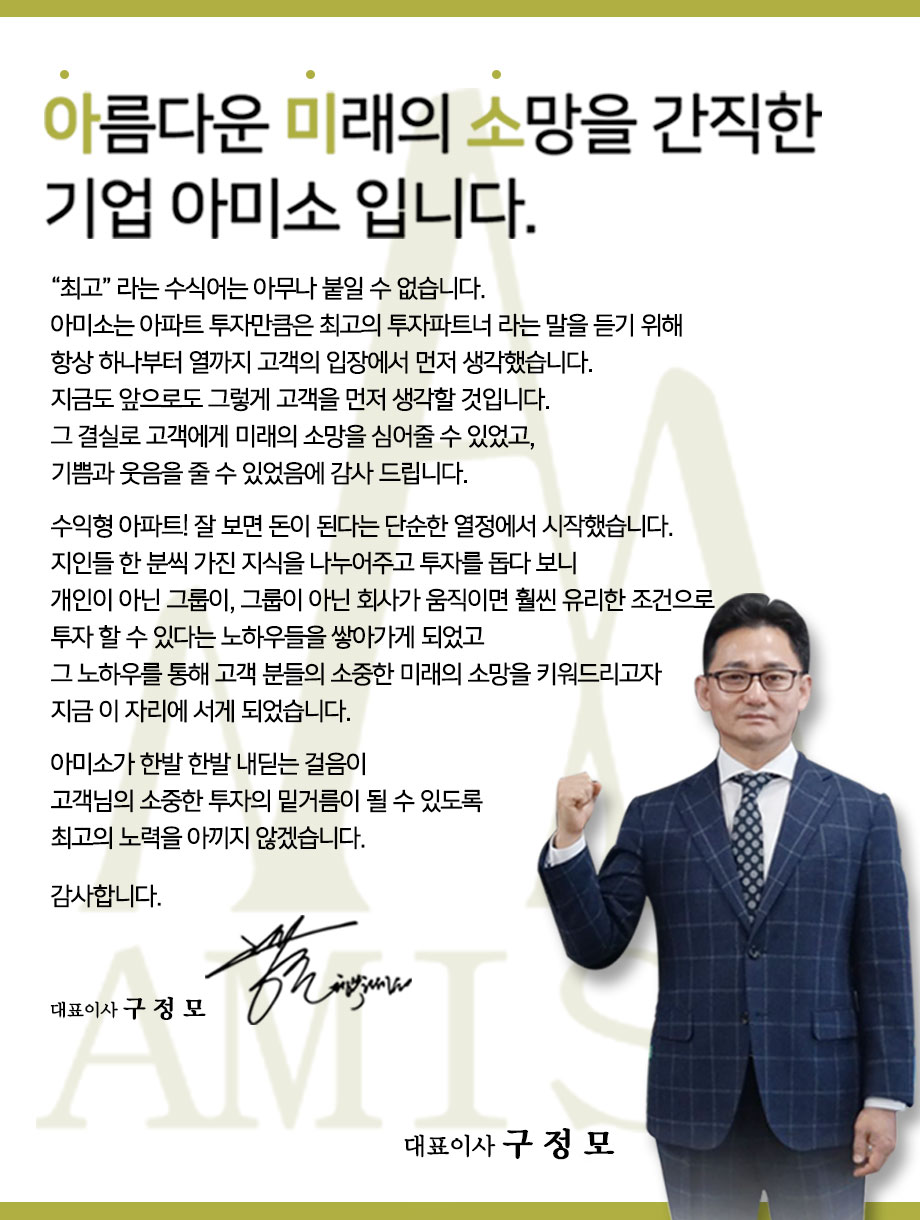 아름다운 미래의 소망을 간직한
기업 아미소 입니다.
“최고” 라는 수식어는 아무나 붙일 수 없습니다.
아미소는 아파트 투자만큼은 최고의 투자파트너 라는 말을 듣기 위해
항상 하나부터 열까지 고객의 입장에서 먼저 생각했습니다.
지금도 앞으로도 그렇게 고객을 먼저 생각할 것입니다.
그 결실로 고객에게 미래의 소망을 심어줄 수 있었고,
기쁨과 웃음을 줄 수 있었음에 감사 드립니다.
수익형 아파트! 잘 보면 돈이 된다는 단순한 열정에서 시작했습니다.
지인들 한 분씩 가진 지식을 나누어주고 투자를 돕다 보니
개인이 아닌 그룹이, 그룹이 아닌 회사가 움직이면 훨씬 유리한 조건으로
투자 할 수 있다는 노하우들을 쌓아가게 되었고
그 노하우를 통해 고객 분들의 소중한 미래의 소망을 키워드리고자
지금 이 자리에 서게 되었습니다.
아미소가 한발 한발 내딛는 걸음이
고객님의 소중한 투자의 밑거름이 될 수 있도록
최고의 노력을 아끼지 않겠습니다.
감사합니다.
대표이사 구 정 모
AMIS
대표이사 구 정 모